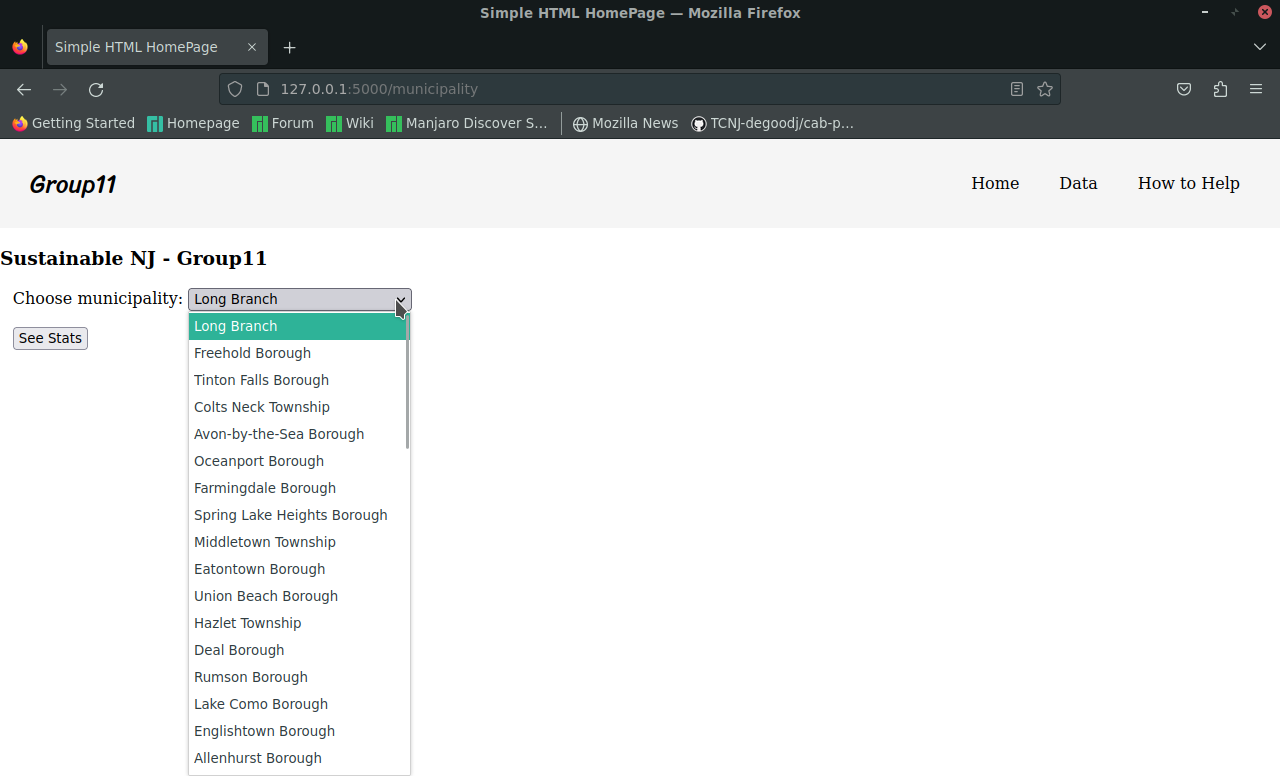 Simple HTML HomePage — Mozilla Firefox
Simple HTML HomePage
127.0.0.1:5000/municipality
Getting Started Homepage Forum Wiki Manjaro Discover S... Mozilla News TCNJ-degoodj/cab-p...
Group11 Home Data How to Help
Sustainable NJ - Group11
Choose municipality: Long Branch
See Stats
Long Branch
Freehold Borough
Tinton Falls Borough
Colts Neck Township
Avon-by-the-Sea Borough
Oceanport Borough
Farmingdale Borough
Spring Lake Heights Borough
Middletown Township
Eatontown Borough
Union Beach Borough
Hazlet Township
Deal Borough
Rumson Borough
Lake Como Borough
Englishtown Borough
Allenhurst Borough